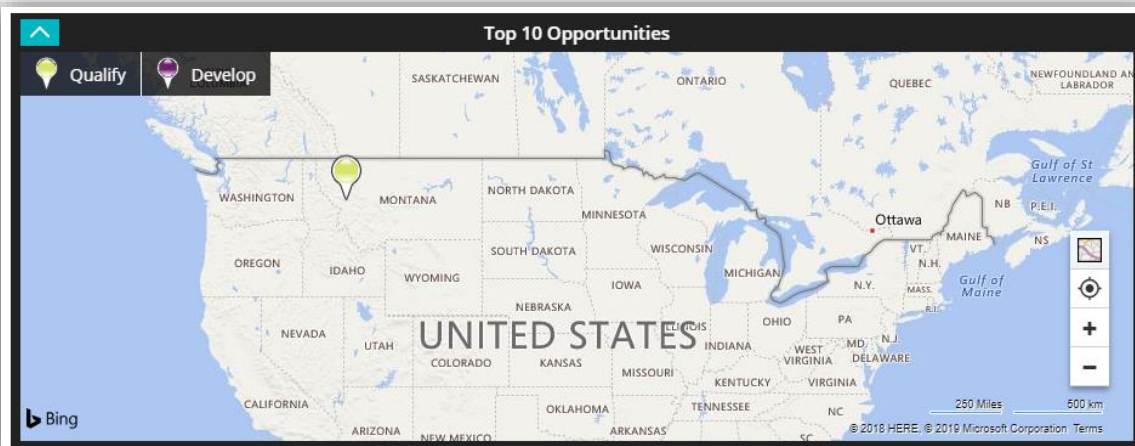 Top 10 Opportunities
Qualify
Develop
SASKATCHEWAN
ONTARIO
QUEBEC
NEWFOUNDLAND AN
LABRADOR
Gulf of St
Lawrence
WASHINGTON
MONTANA
NORTH DAKOTA
MINNESOTA
Ottawa
NB
P.E.I.
NS
OREGON
IDAHO
SOUTH DAKOTA
WISCONSIN
MICHIGAN
VT.
MAINE
N.H.
WYOMING
IOWA
N.Y.
MASS.
Gulf of
Maine
NEBRASKA
R.I.
NEVADA
UTAH
UNITED STATES
OHIO
PA
N.J.
COLORADO
KANSAS
MISSOURI
INDIANA
WEST
VIRGINIA
MD.
DELAWARE
KENTUCKY
VIRGINIA
CALIFORNIA
OKLAHOMA
TENNESSEE
NC
250 Miles
500 km
Bing
ARIZONA
NEW MEXICO
ARKANSAS
SC
© 2018 HERE, © 2019 Microsoft Corporation Terms